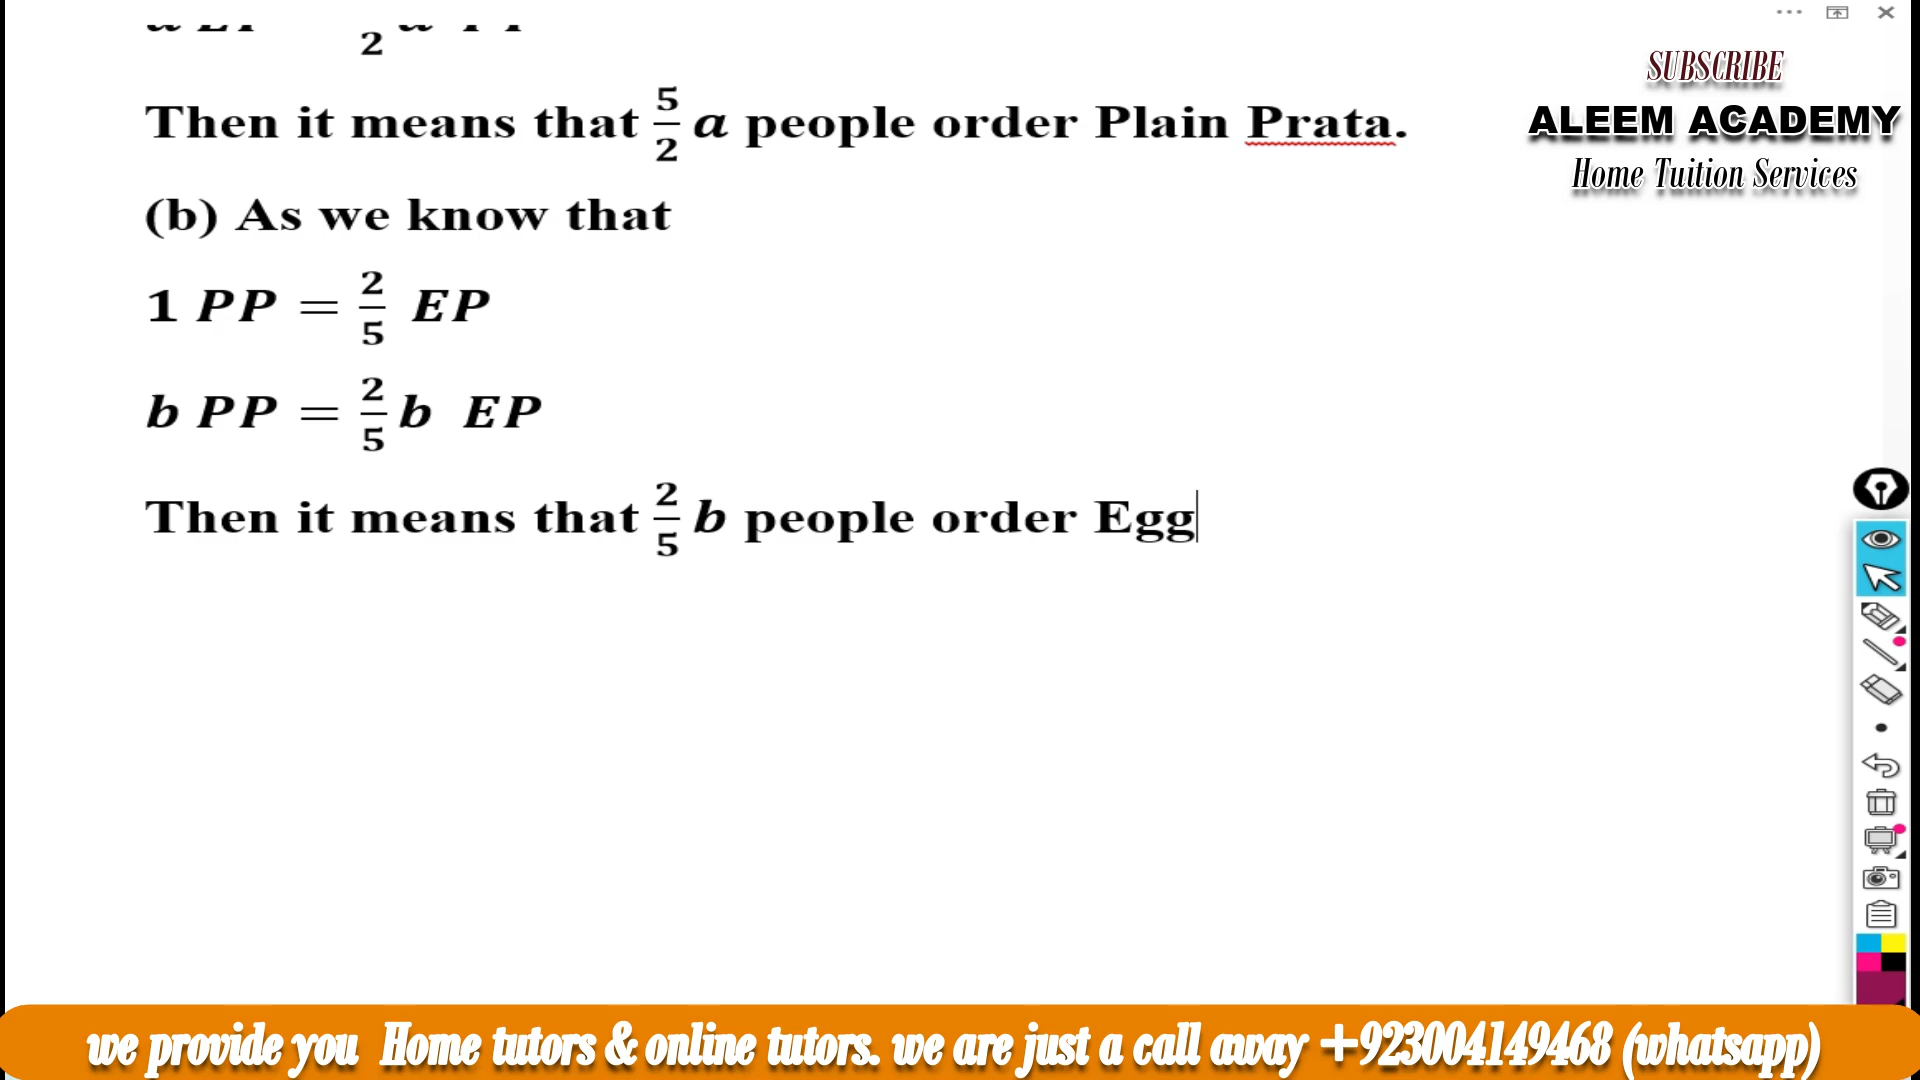 2
Then it means that 5/2 a people order Plain Prata.
(b) As we know that
1 PP = 2/5 EP
b PP = 2/5 b EP
Then it means that 2/5 b people order Egg
SUBSCRIBE
ALEEM ACADEMY
Home Tuition Services
we provide you Home tutors & online tutors. we are just a call away +923004149468 (whatsapp)